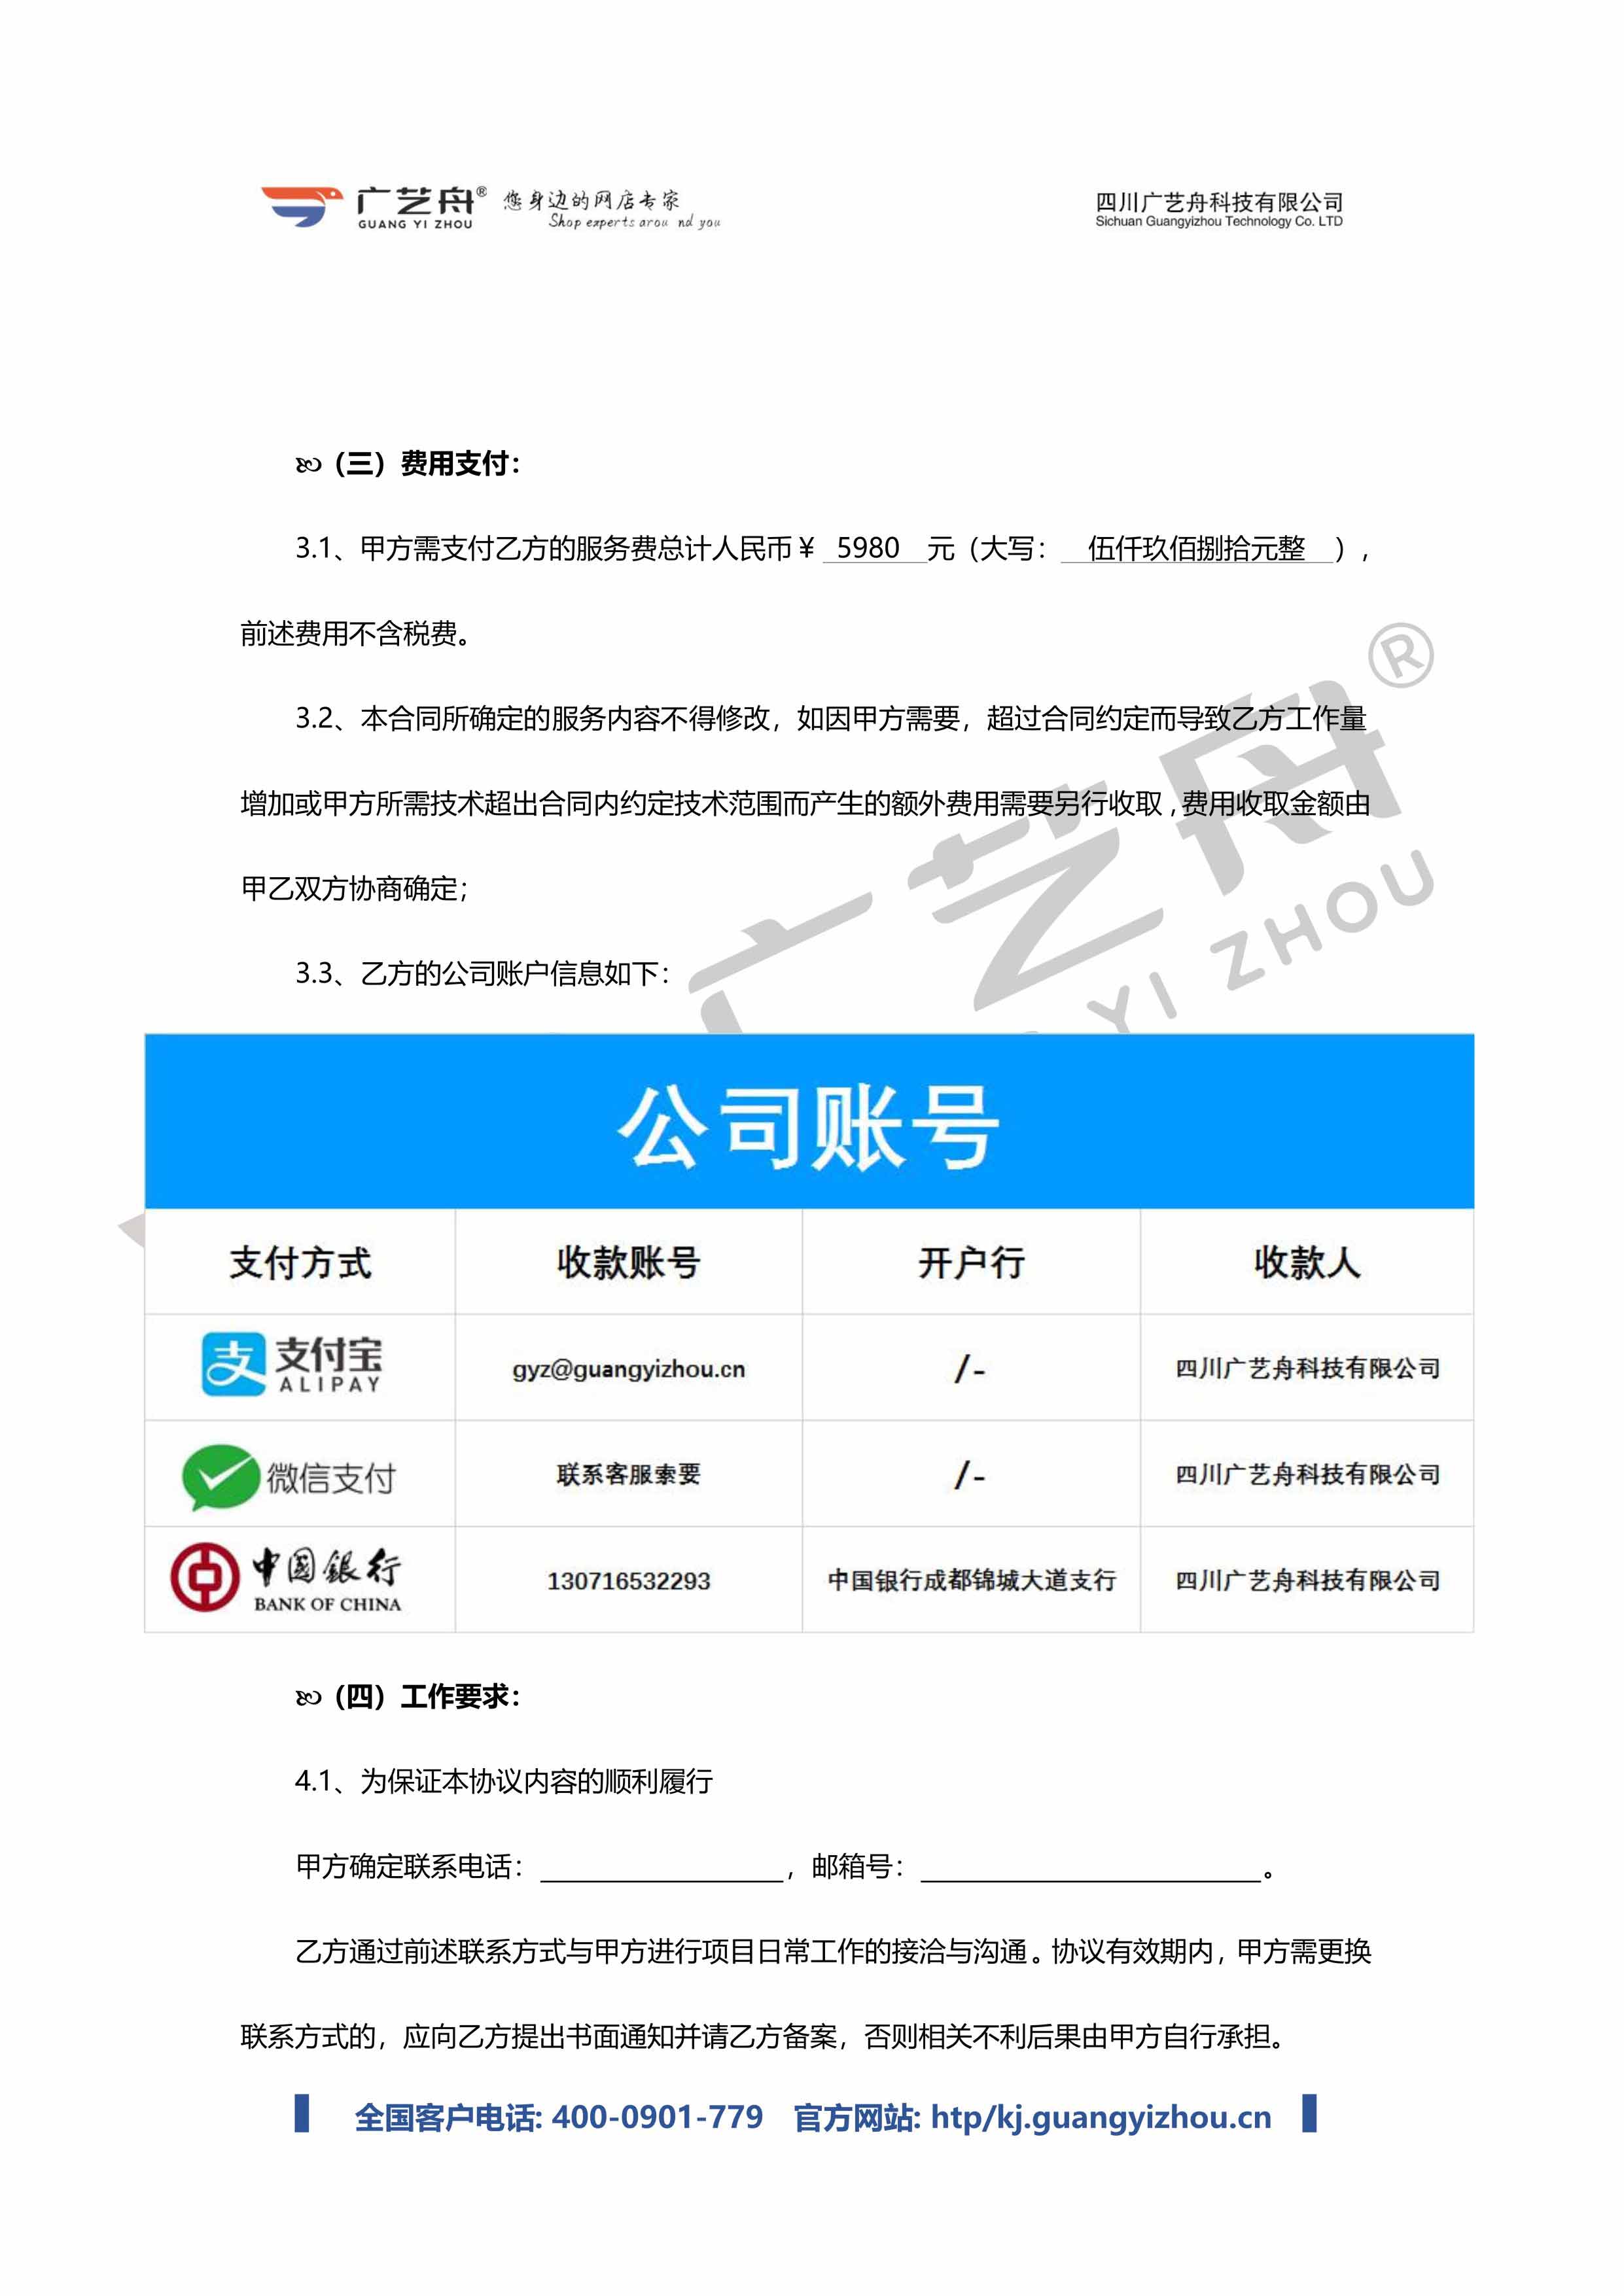 广艺舟® 您身边的网店专家 四川广艺舟科技有限公司
GUANG YI ZHOU Shop experts arou nd you Sichuan Guangyizhou Technology Co. LTD
(三) 费用支付：
3.1、甲方需支付乙方的服务费总计人民币￥ 5980 元（大写： 伍仟玖佰捌拾元整 ），
前述费用不含税费。
3.2、本合同所确定的服务内容不得修改，如因甲方需要，超过合同约定而导致乙方工作量
增加或甲方所需技术超出合同内约定技术范围而产生的额外费用需要另行收取，费用收取金额由
甲乙双方协商确定；
3.3、乙方的公司账户信息如下：
广艺舟®
YI ZHOU
公司账号
支付方式 收款账号 开户行 收款人
支付宝 ALIPAY gyz@guangyizhou.cn /- 四川广艺舟科技有限公司
微信支付 联系客服索要 /- 四川广艺舟科技有限公司
中國銀行 BANK OF CHINA 130716532293 中国银行成都锦城大道支行 四川广艺舟科技有限公司
(四) 工作要求：
4.1、为保证本协议内容的顺利履行
甲方确定联系电话：，邮箱号：。
乙方通过前述联系方式与甲方进行项目日常工作的接洽与沟通。协议有效期内，甲方需更换
联系方式的，应向乙方提出书面通知并请乙方备案，否则相关不利后果由甲方自行承担。
全国客户电话: 400-0901-779 官方网站: htp/kj.guangyizhou.cn